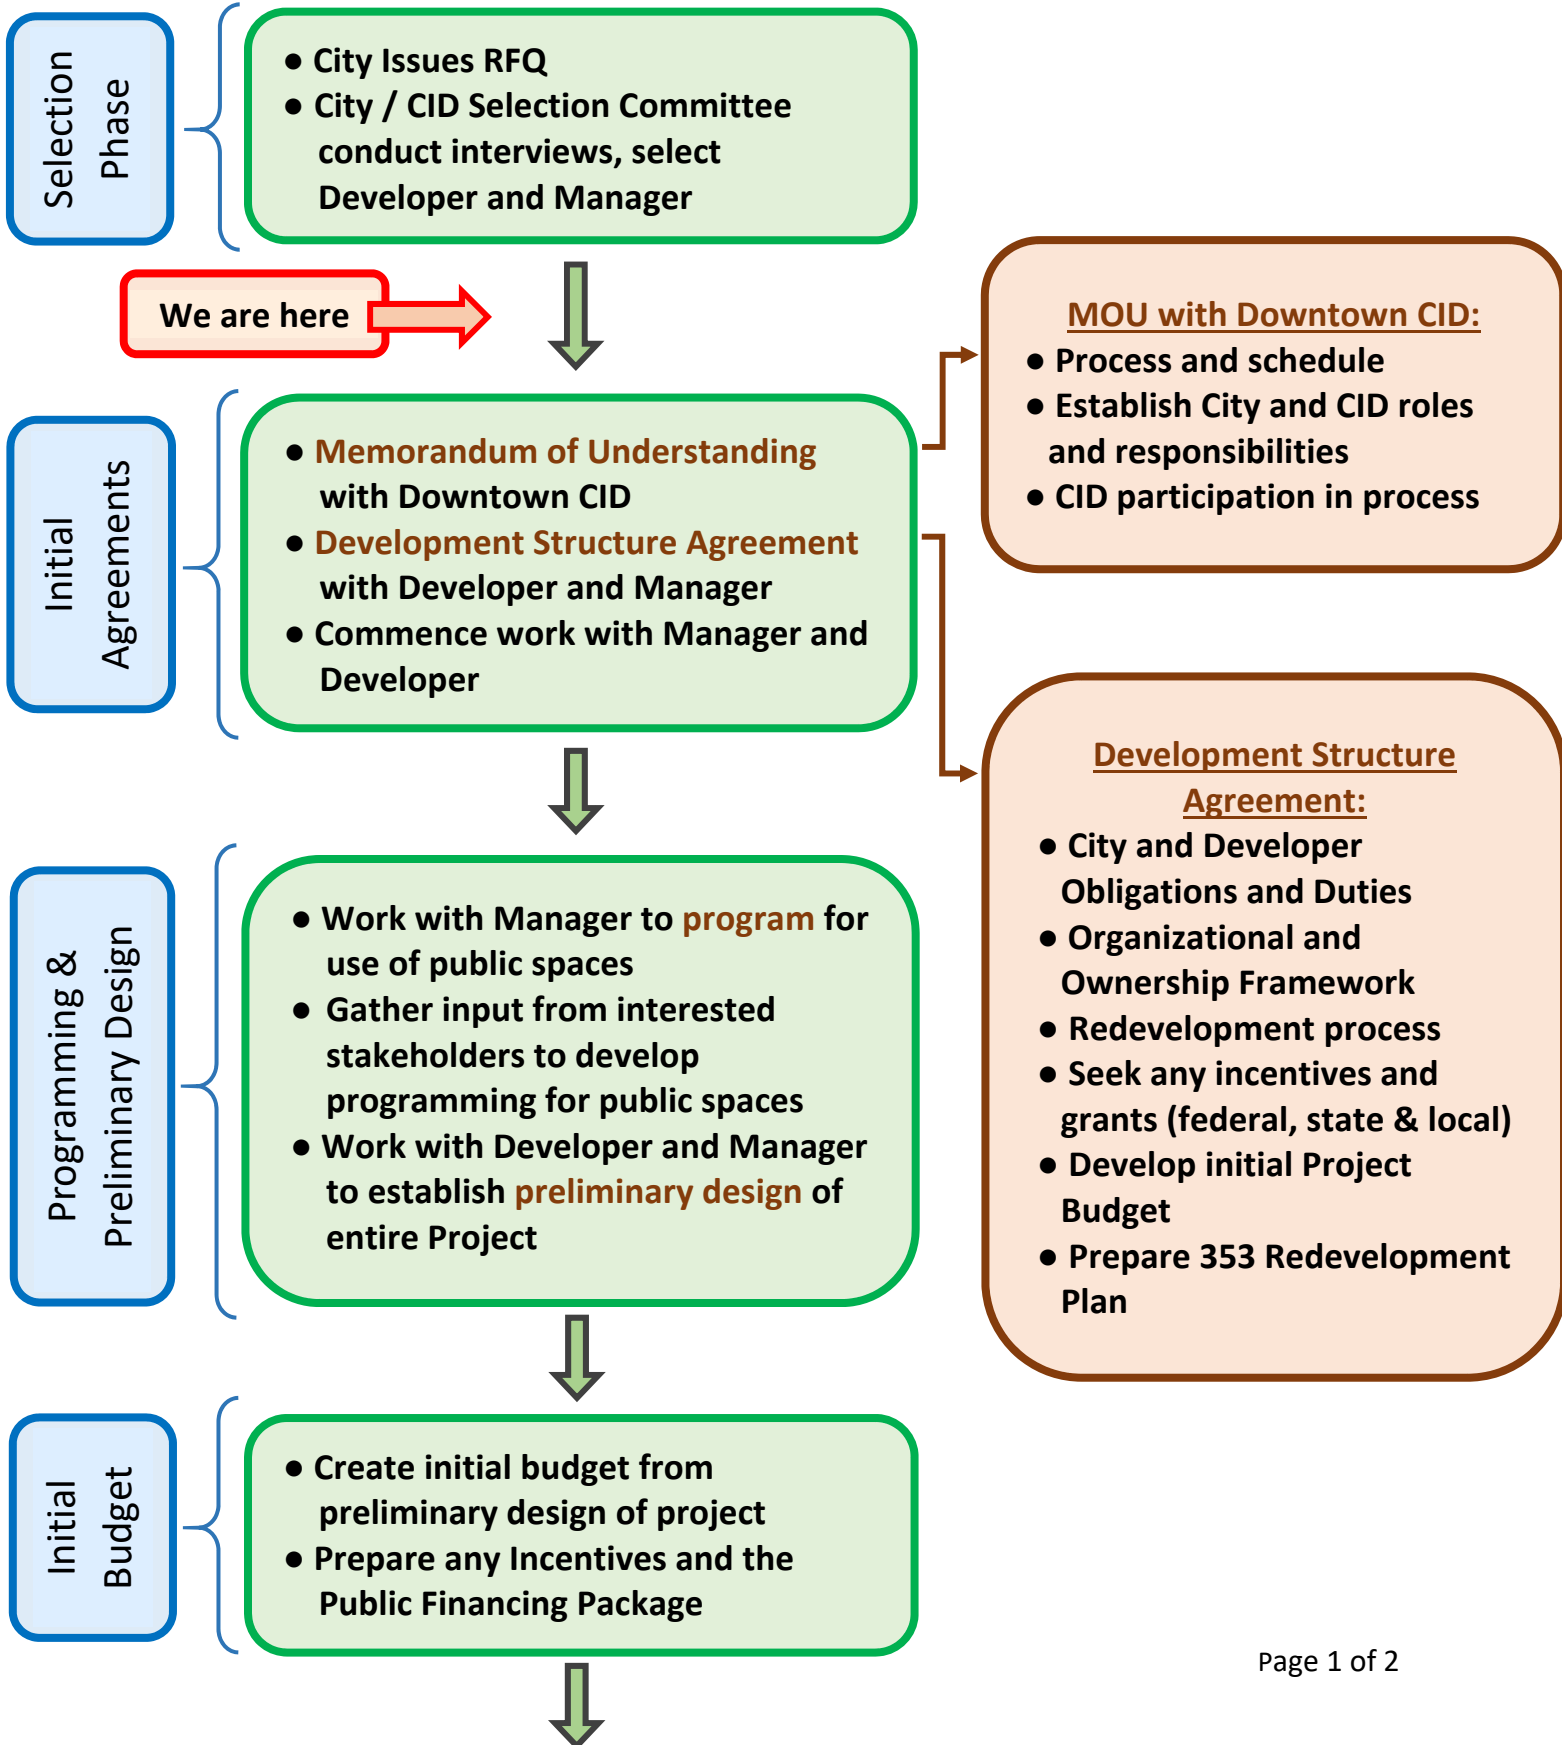 Selection
Phase
● City Issues RFQ
● City / CID Selection Committee
conduct interviews, select
Developer and Manager
We are here
MOU with Downtown CID:
● Process and schedule
● Establish City and CID roles
and responsibilities
● CID participation in process
Initial
Agreements
● Memorandum of Understanding
with Downtown CID
● Development Structure Agreement
with Developer and Manager
● Commence work with Manager and
Developer
Development Structure
Agreement:
● City and Developer
Obligations and Duties
● Organizational and
Ownership Framework
● Redevelopment process
● Seek any incentives and
grants (federal, state & local)
● Develop initial Project
Budget
● Prepare 353 Redevelopment
Plan
Programming &
Preliminary Design
● Work with Manager to program for
use of public spaces
● Gather input from interested
stakeholders to develop
programming for public spaces
● Work with Developer and Manager
to establish preliminary design of
entire Project
Initial
Budget
● Create initial budget from
preliminary design of project
● Prepare any Incentives and the
Public Financing Package
Page 1 of 2